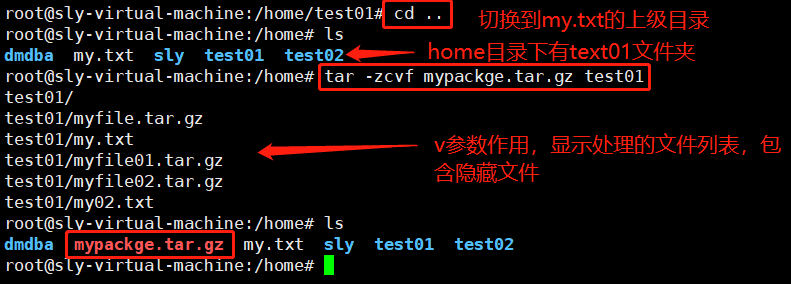 root@sly-virtual-machine:/home/test01# cd .. 切换到my.txt的上级目录
root@sly-virtual-machine:/home# ls
dmdba my.txt sly test01 test02 home目录下有text01文件夹
root@sly-virtual-machine:/home# tar -zcvf mypackge.tar.gz test01
test01/
test01/myfile.tar.gz
test01/my.txt
test01/myfile01.tar.gz
test01/myfile02.tar.gz
test01/my02.txt
v参数作用，显示处理的文件列表，包
含隐藏文件
root@sly-virtual-machine:/home# ls
dmdba mypackge.tar.gz my.txt sly test01 test02
root@sly-virtual-machine:/home#